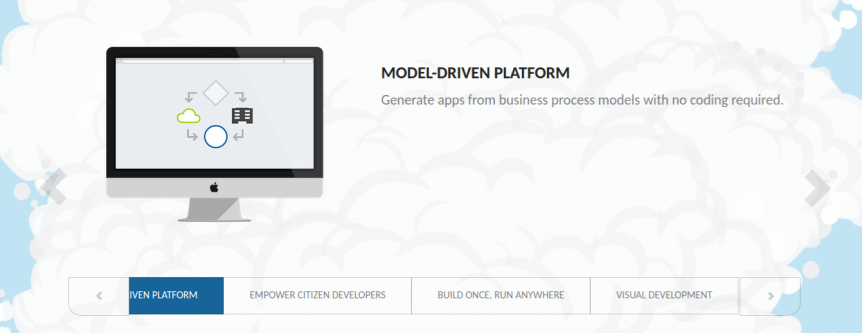 MODEL-DRIVEN PLATFORM
Generate apps from business process models with no coding required.
IVEN PLATFORM
EMPOWER CITIZEN DEVELOPERS
BUILD ONCE, RUN ANYWHERE
VISUAL DEVELOPMENT